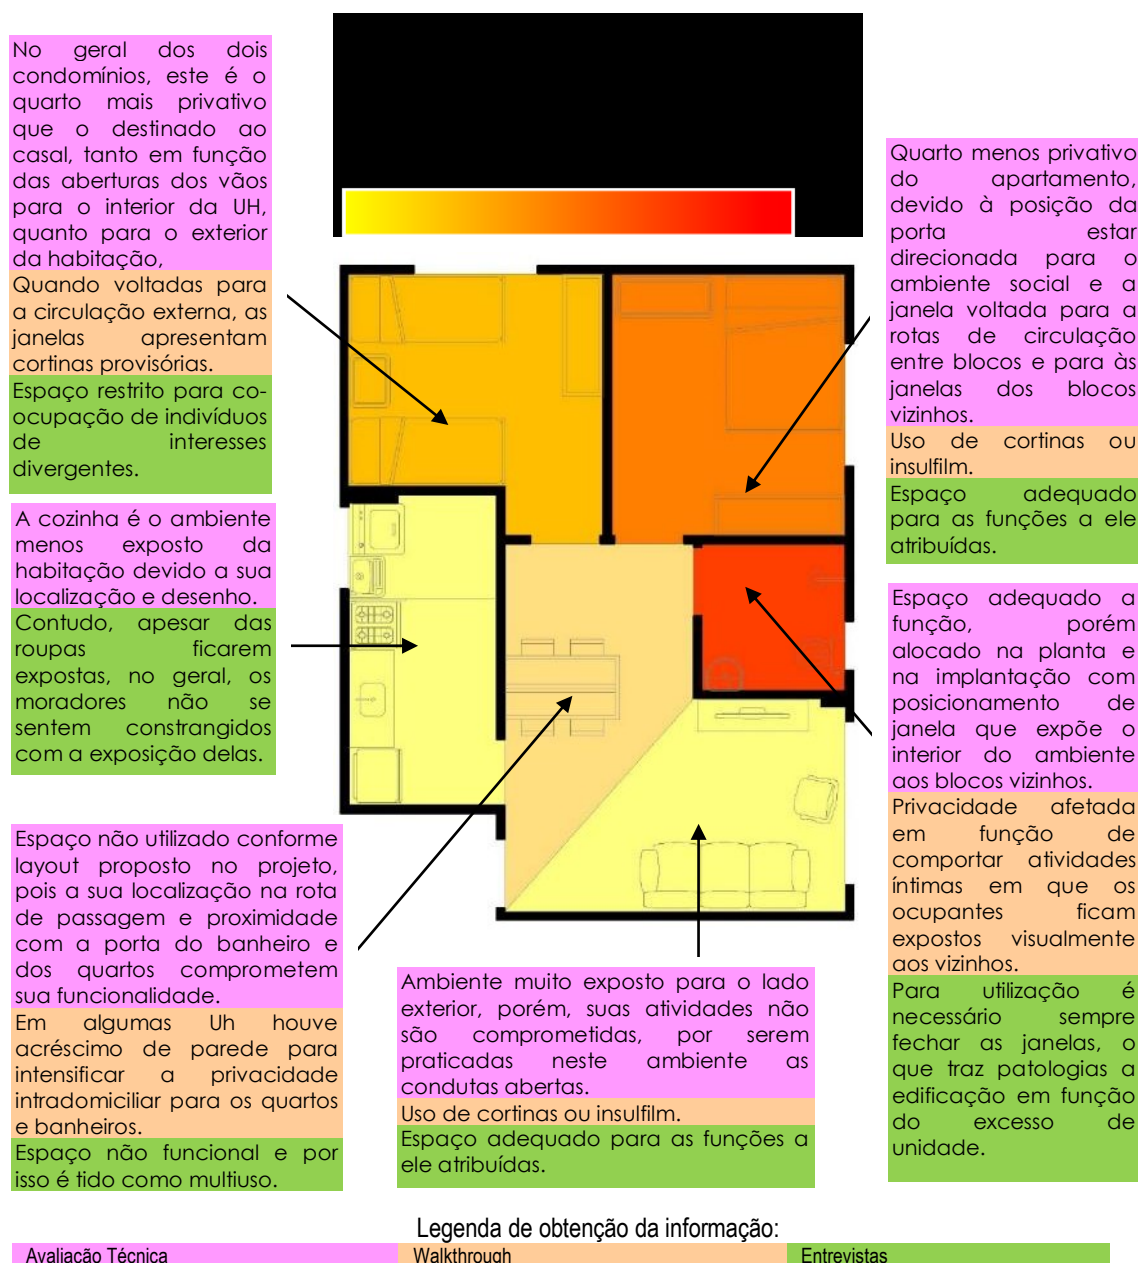 No geral dos dois
condomínios, este é o
quarto mais privativo
que o destinado ao
casal, tanto em função
das aberturas dos vãos
para o interior da UH,
quanto para o exterior
da habitação,
Quando voltadas para
a circulação externa, as
janelas apresentam
cortinas provisórias.
Espaço restrito para co-
ocupação de indivíduos
de interesses
divergentes.
A cozinha é o ambiente
menos exposto da
habitação devido a sua
localização e desenho.
Contudo, apesar das
roupas ficarem
expostas, no geral, os
moradores não se
sentem constrangidos
com a exposição delas.
Espaço não utilizado conforme
layout proposto no projeto,
pois a sua localização na rota
de passagem e proximidade
com a porta do banheiro e
dos quartos comprometem
sua funcionalidade.
Em algumas Uh houve
acréscimo de parede para
intensificar a privacidade
intradomiciliar para os quartos
e banheiros.
Espaço não funcional e por
isso é tido como multiuso.
Ambiente muito exposto para o lado
exterior, porém, suas atividades não
são comprometidas, por serem
praticadas neste ambiente as
condutas abertas.
Uso de cortinas ou insulfilm.
Espaço adequado para as funções a
ele atribuídas.
Quarto menos privativo
do apartamento,
devido à posição da
porta estar
direcionada para o
ambiente social e a
janela voltada para a
rotas de circulação
entre blocos e para às
janelas dos blocos
vizinhos.
Uso de cortinas ou
insulfilm.
Espaço adequado
para as funções a ele
atribuídas.
Espaço adequado a
função, porém
alocado na planta e
na implantação com
posicionamento de
janela que expõe o
interior do ambiente
aos blocos vizinhos.
Privacidade afetada
em função de
comportar atividades
íntimas em que os
ocupantes ficam
expostos visualmente
aos vizinhos.
Para utilização é
necessário sempre
fechar as janelas, o
que traz patologias a
edificação em função
do excesso de
unidade.
Legenda de obtenção da informação:
Avaliação Técnica Walkthrough Entrevistas